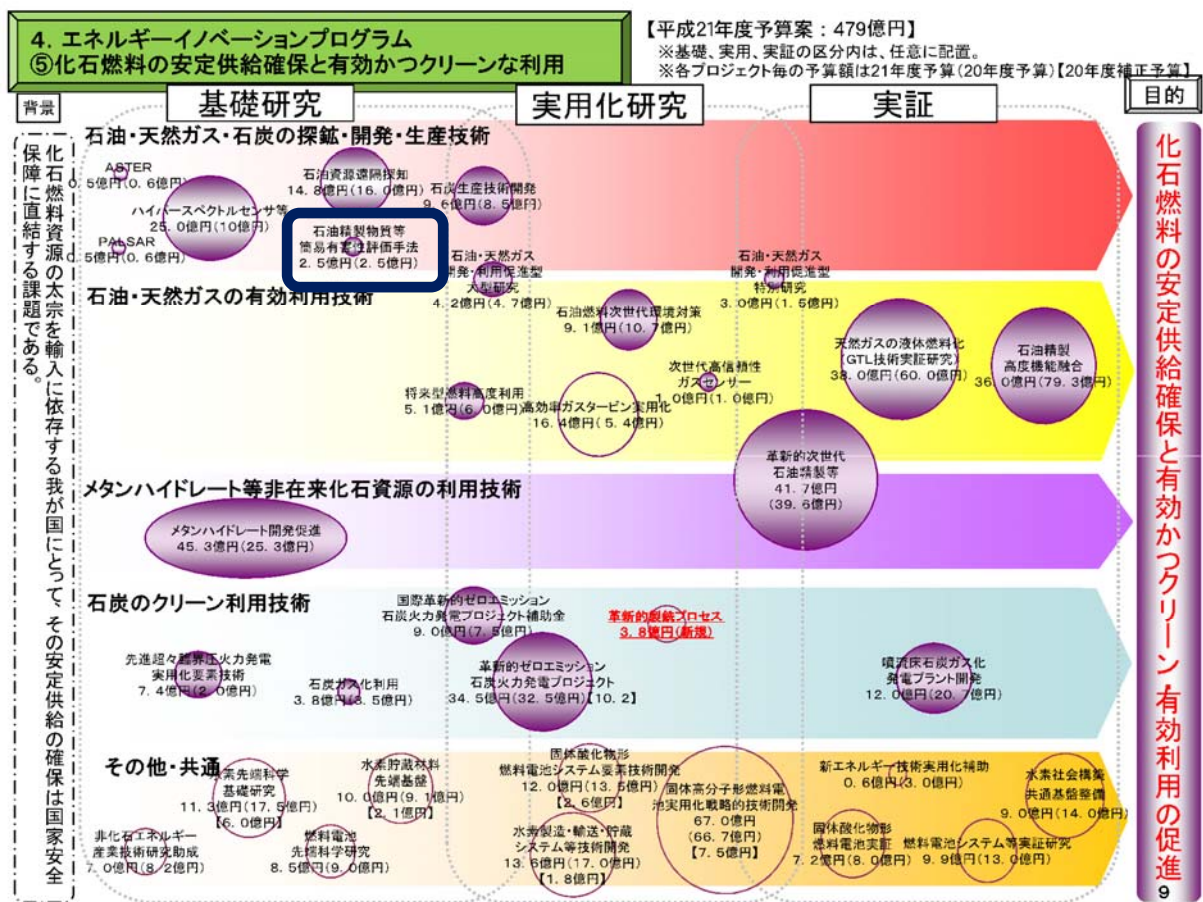 4．エネルギーイノベーションプログラム
⑤化石燃料の安定供給確保と有効かつクリーンな利用
【平成21年度予算案：479億円】
※基礎、実用、実証の区分内は、任意に配置。
※各プロジェクト毎の予算額は21年度予算(20年度予算)【20年度補正予算】
背景
基礎研究
実用化研究
実証
目的
化石燃料資源の太宗を輸入に依存する我が国にとって、その安定供給の確保は国家安全
保障に直結する課題である。
石油・天然ガス・石炭の探鉱・開発・生産技術
ASTER
0．5億円(0．6億円)
ハイパースペクトルセンサ等
25．0億円(10億円)
PALSAR
0．5億円(0．6億円)
石油資源遠隔探知
14．8億円(16．0億円)
石油精製物質等
簡易有害性評価手法
2．5億円(2．5億円)
石炭生産技術開発
9．6億円(8．5億円)
石油・天然ガス
開発・利用促進型
大型研究
4．2億円(4．7億円)
石油・天然ガス
開発・利用促進型
特別研究
3．0億円(1．5億円)
石油・天然ガスの有効利用技術
石油燃料次世代環境対策
9．1億円(10．7億円)
将来型燃料高度利用
5．1億円(6．0億円)
高効率ガスタービン実用化
16．4億円(5．4億円)
次世代高信頼性
ガスセンサー
1．0億円(1．0億円)
天然ガスの液体燃料化
(GTL技術実証研究)
38．0億円(60．0億円)
石油精製
高度機能融合
36．0億円(79．3億円)
革新的次世代
石油精製等
41．7億円
(39．6億円)
メタンハイドレート等非在来化石資源の利用技術
メタンハイドレート開発促進
45．3億円(25．3億円)
石炭のクリーン利用技術
国際革新的ゼロエミッション
石炭火力発電プロジェクト補助金
9．0億円(7．5億円)
革新的製銑プロセス
3．8億円(新規)
先進超々臨界圧火力発電
実用化要素技術
7．4億円(2．0億円)
石炭ガス化利用
3．8億円(3．5億円)
革新的ゼロエミッション
石炭火力発電プロジェクト
34．5億円(32．5億円)【10．2】
噴流床石炭ガス化
発電プラント開発
12．0億円(20．7億円)
その他・共通
水素先端科学
基礎研究
11．3億円(17．5億円)
【6．0億円】
水素貯蔵材料
先端基盤
10．0億円(9．1億円)
【2．1億円】
非化石エネルギー
産業技術研究助成
7．0億円(8．2億円)
燃料電池
先端科学研究
8．5億円(9．0億円)
固体酸化物形
燃料電池システム要素技術開発
12．0億円(13．5億円)
【2．6億円】
水素製造・輸送・貯蔵
システム等技術開発
13．6億円(17．0億円)
【1．8億円】
固体高分子形燃料電
池実用化戦略的技術開発
67．0億円
(66．7億円)
【7．5億円】
新エネルギー技術実用化補助
0．6億円(3．0億円)
水素社会構築
共通基盤整備
9．0億円(14．0億円)
固体酸化物形
燃料電池実証
7．2億円(8．0億円)
燃料電池システム等実証研究
9．9億円(13．0億円)
化石燃料の安定供給確保と有効かつクリーン有効利用の促進
9